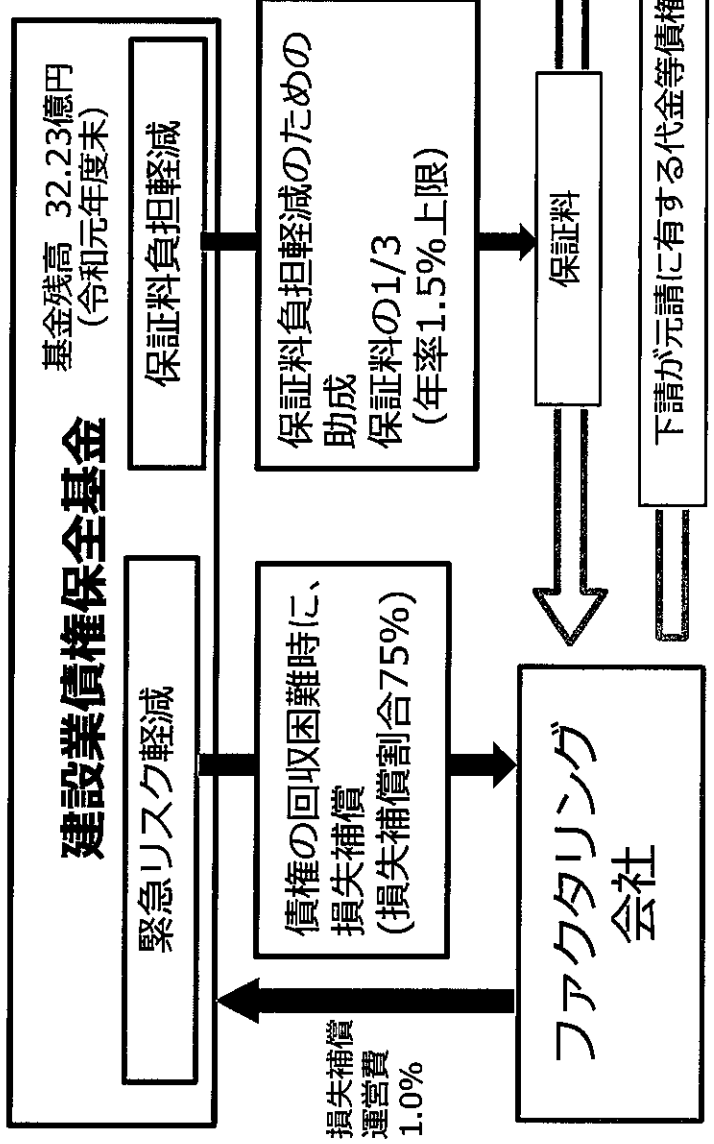 建設業債権保全基金
基金残高 32.23億円
(令和元年度末)
緊急リスク軽減
保証料負担軽減
損失補償
運営費
1.0%
債権の回収困難時に、
損失補償
(損失補償割合75%)
保証料負担軽減のための
助成
保証料の1/3
(年率1.5%上限)
ファクタリング
会社
保証料
下請が元請に有する代金等債権